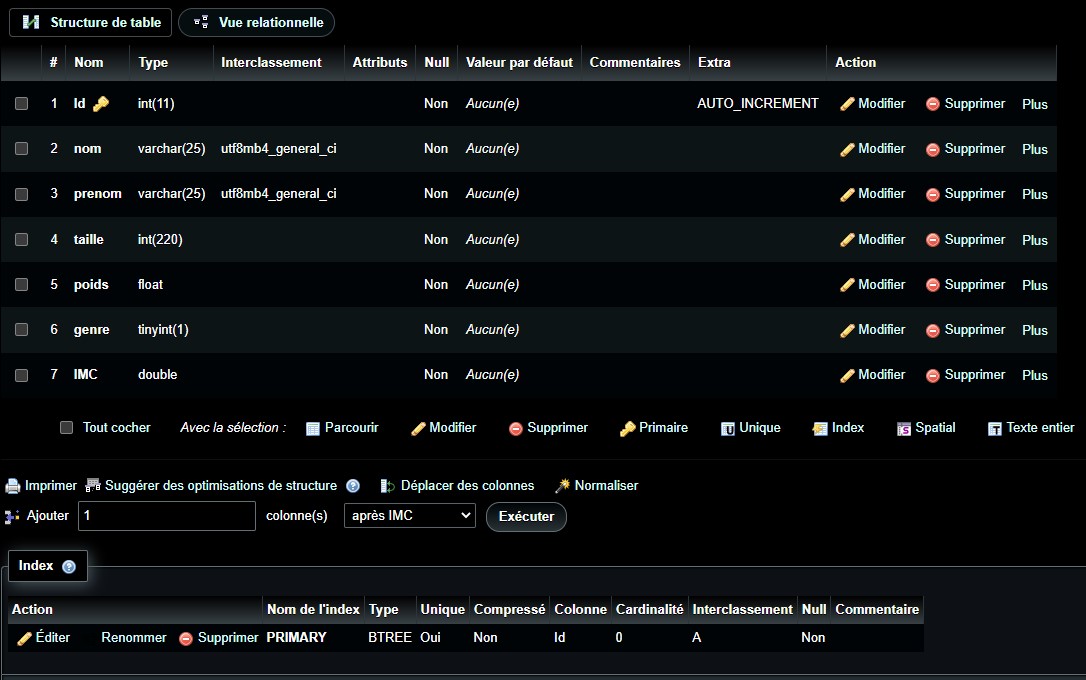 Structure de table Vue relationnelle
# Nom Type Interclassement Attributs Null Valeur par défaut Commentaires Extra Action
1 Id int(11) Non Aucun(e) AUTO_INCREMENT Modifier Supprimer Plus
2 nom varchar(25) utf8mb4_general_ci Non Aucun(e) Modifier Supprimer Plus
3 prenom varchar(25) utf8mb4_general_ci Non Aucun(e) Modifier Supprimer Plus
4 taille int(220) Non Aucun(e) Modifier Supprimer Plus
5 poids float Non Aucun(e) Modifier Supprimer Plus
6 genre tinyint(1) Non Aucun(e) Modifier Supprimer Plus
7 IMC double Non Aucun(e) Modifier Supprimer Plus
Tout cocher Avec la sélection : Parcourir Modifier Supprimer Primaire U Unique Index S Spatial T Texte entier
Imprimer Suggérer des optimisations de structure ? Déplacer des colonnes Normaliser
Ajouter 1 colonne(s) après IMC Exécuter
Index ?
Action Nom de l'index Type Unique Compressé Colonne Cardinalité Interclassement Null Commentaire
Éditer Renommer Supprimer PRIMARY BTREE Oui Non Id 0 A Non